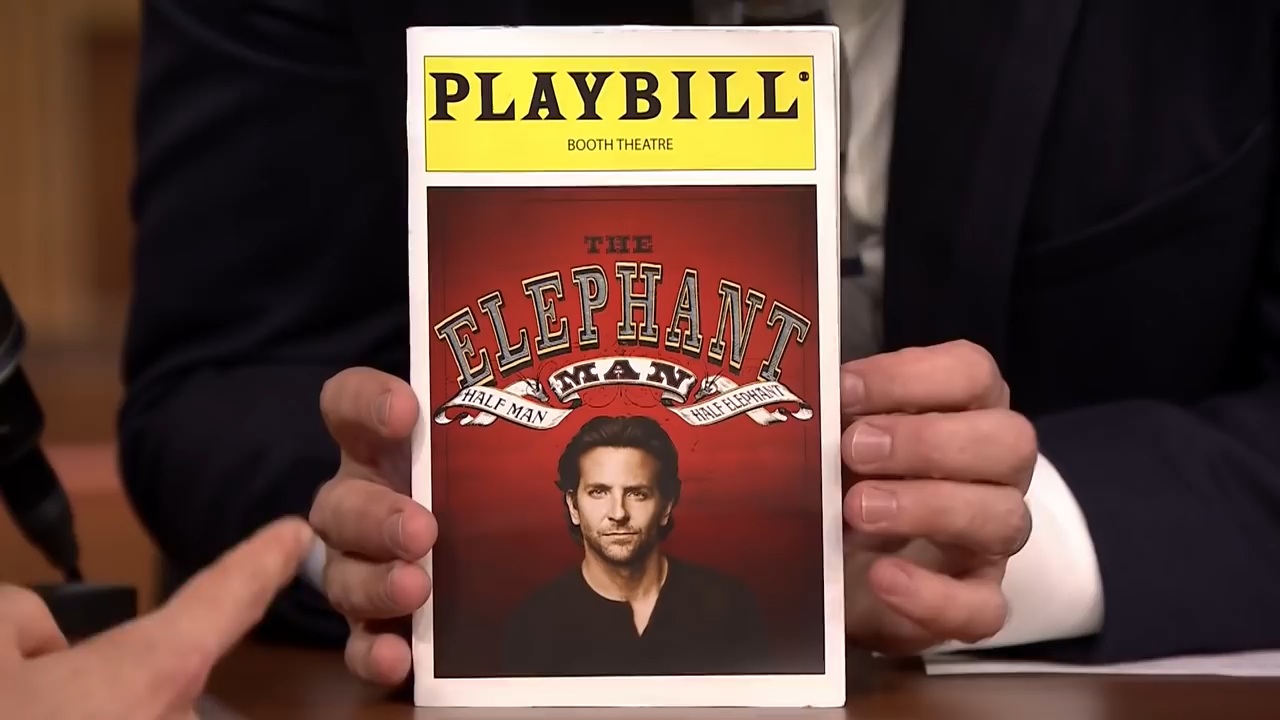 PLAYBILL
BOOTH THEATRE
THE
ELEPHANT
MAN
HALF MAN
HALF ELEPHANT